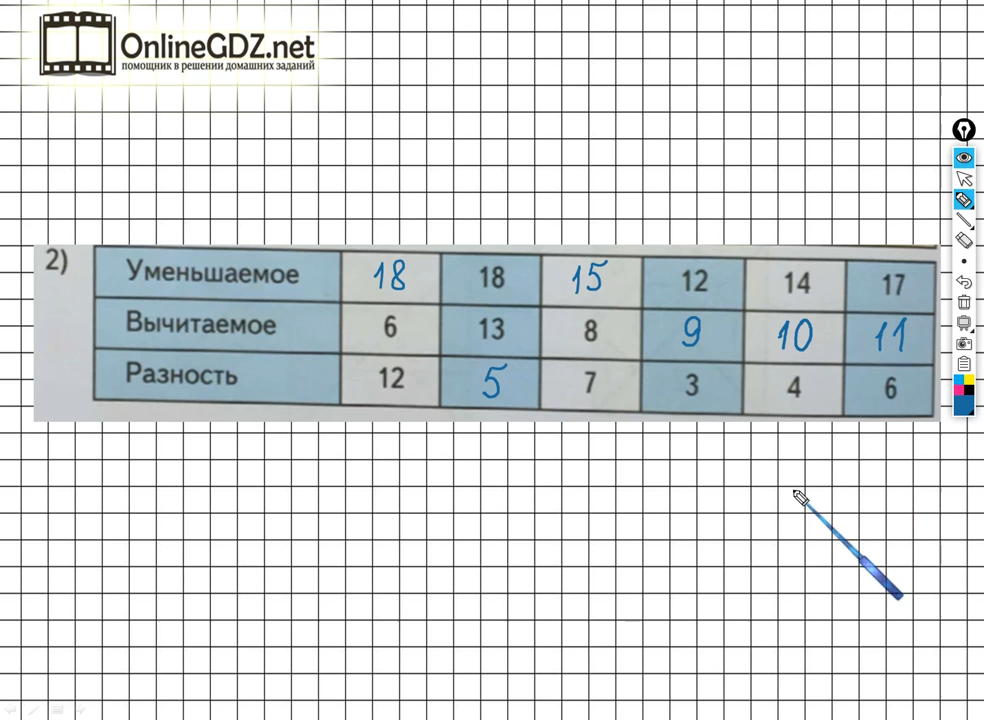 OnlineGDZ.net
помощник в решении домашних заданий
2)
Уменьшаемое 18 18 15 12 14 17
Вычитаемое 6 13 8 9 10 11
Разность 12 5 7 3 4 6